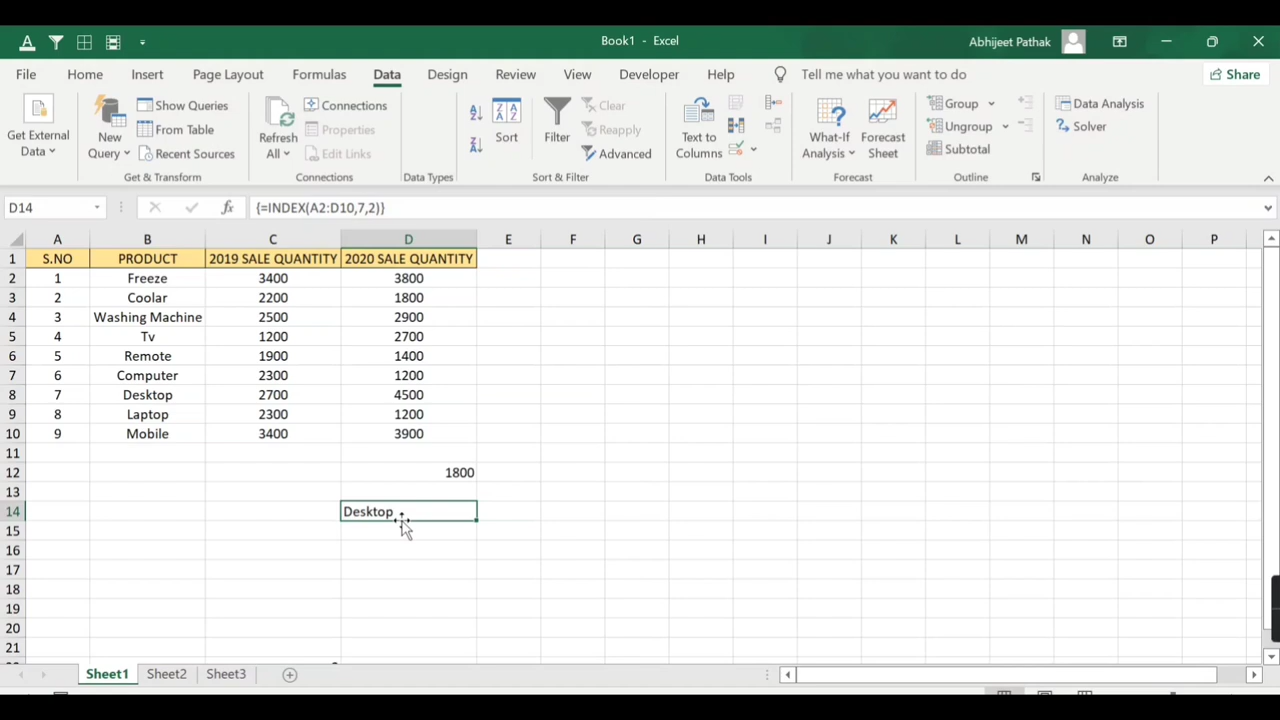 Book1 - Excel
Abhijeet Pathak
File Home Insert Page Layout Formulas Data Design Review View Developer Help Tell me what you want to do Share
Get External Data
New Query
Show Queries
From Table
Recent Sources
Get & Transform
Refresh All
Connections
Properties
Edit Links
Connections
Data Types
Sort
Filter
Clear
Reapply
Advanced
Sort & Filter
Text to Columns
Data Tools
What-If Analysis
Forecast Sheet
Forecast
Group
Ungroup
Subtotal
Outline
Data Analysis
Solver
Analyze
D14 fx {=INDEX(A2:D10,7,2)}
A B C D E F G H I J K L M N O P
1 S.NO PRODUCT 2019 SALE QUANTITY 2020 SALE QUANTITY
2 1 Freeze 3400 3800
3 2 Coolar 2200 1800
4 3 Washing Machine 2500 2900
5 4 Tv 1200 2700
6 5 Remote 1900 1400
7 6 Computer 2300 1200
8 7 Desktop 2700 4500
9 8 Laptop 2300 1200
10 9 Mobile 3400 3900
11
12 1800
13
14 Desktop
15
16
17
18
19
20
21
Sheet1 Sheet2 Sheet3